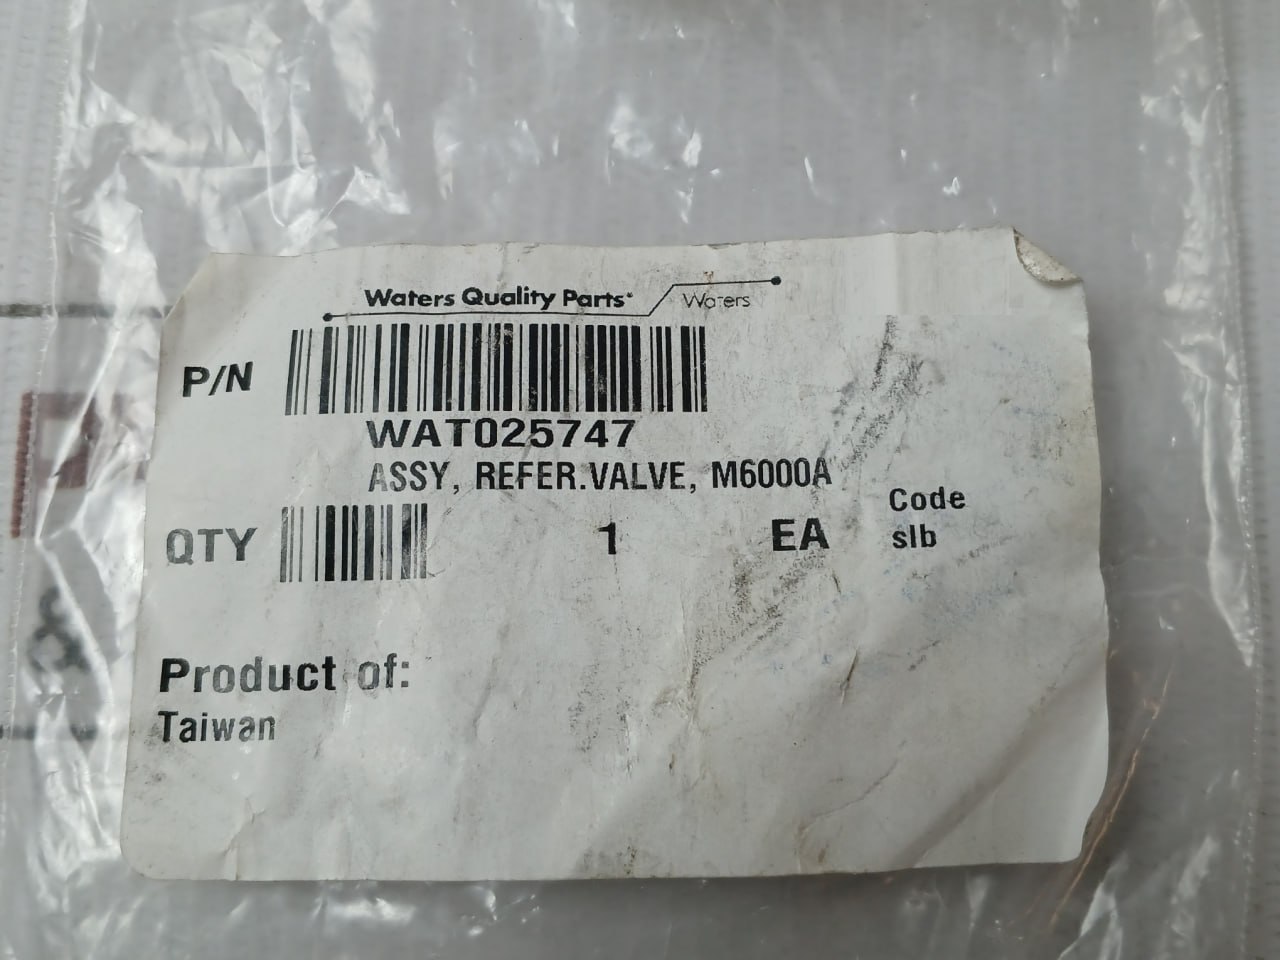 Waters Quality Parts Waters
P/N
WAT025747
ASSY, REFER.VALVE, M6000A
QTY 1 EA Code
slb
Product of:
Taiwan